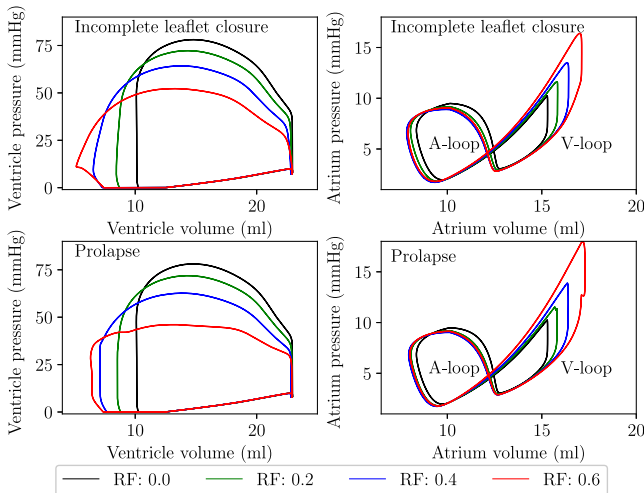 Incomplete leaflet closure
Ventricle pressure (mmHg)
75
50
25
0
10
20
Ventricle volume (ml)
Incomplete leaflet closure
Atrium pressure (mmHg)
15
10
5
A-loop
V-loop
10
15
20
Atrium volume (ml)
Prolapse
Ventricle pressure (mmHg)
75
50
25
0
10
20
Ventricle volume (ml)
Prolapse
Atrium pressure (mmHg)
15
10
5
A-loop
V-loop
10
15
20
Atrium volume (ml)
RF: 0.0 RF: 0.2 RF: 0.4 RF: 0.6